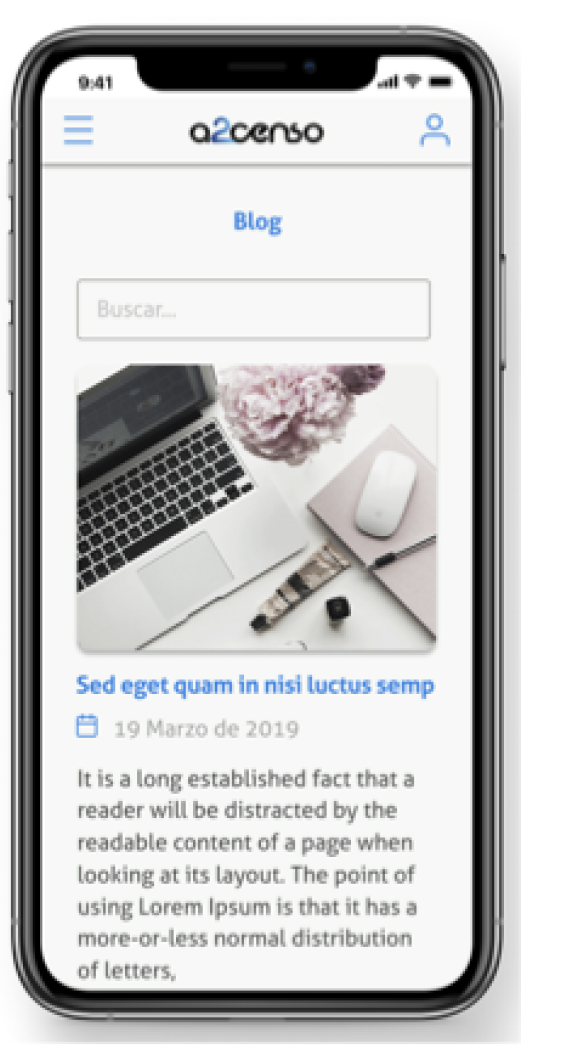 9:41
a2censo
Blog
Buscar...
Sed eget quam in nisi luctus semp
19 Marzo de 2019
It is a long established fact that a
reader will be distracted by the
readable content of a page when
looking at its layout. The point of
using Lorem Ipsum is that it has a
more-or-less normal distribution
of letters,